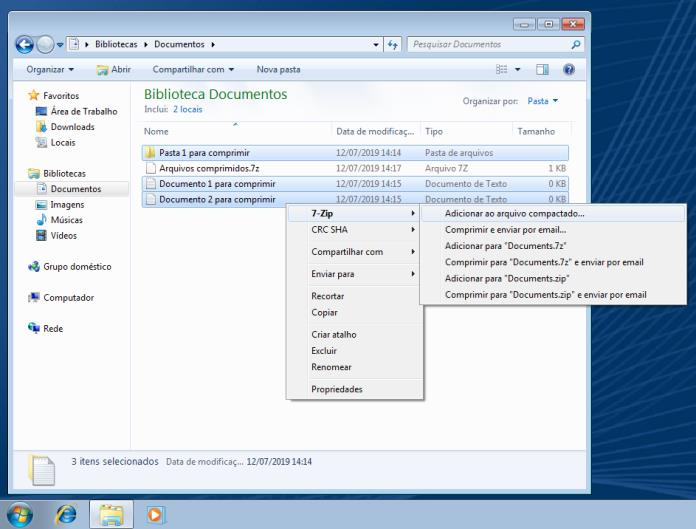 Bibliotecas Documentos
Pesquisar Documentos
Organizar Abrir Compartilhar com Nova pasta
Favoritos
Área de Trabalho
Downloads
Locais
Bibliotecas
Documentos
Imagens
Músicas
Vídeos
Grupo doméstico
Computador
Rede
Biblioteca Documentos
Inclui: 2 locais
Organizar por: Pasta
Nome Data de modificaç... Tipo Tamanho
Pasta 1 para comprimir 12/07/2019 14:14 Pasta de arquivos
Arquivos comprimidos.7z 12/07/2019 14:17 Arquivo 7Z 1 KB
Documento 1 para comprimir 12/07/2019 14:15 Documento de Texto 0 KB
Documento 2 para comprimir 12/07/2019 14:15 Documento de Texto 0 KB
7-Zip
CRC SHA
Compartilhar com
Enviar para
Recortar
Copiar
Criar atalho
Excluir
Renomear
Propriedades
Adicionar ao arquivo compactado...
Comprimir e enviar por email...
Adicionar para "Documents.7z"
Comprimir para "Documents.7z" e enviar por email
Adicionar para "Documents.zip"
Comprimir para "Documents.zip" e enviar por email
3 itens selecionados Data de modificaç... 12/07/2019 14:14